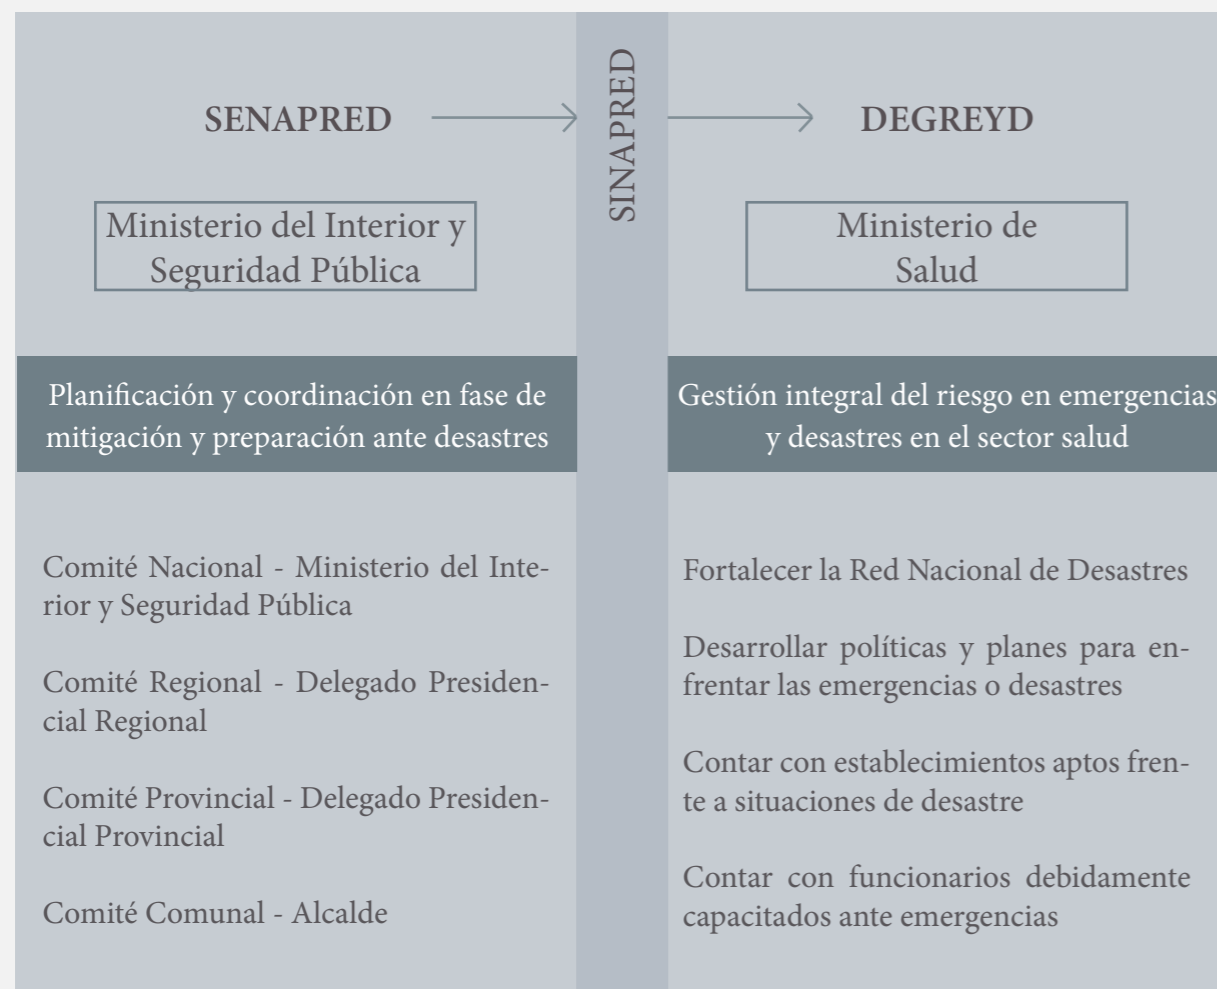 SENAPRED
Ministerio del Interior y
Seguridad Pública
Planificación y coordinación en fase de
mitigación y preparación ante desastres
Comité Nacional - Ministerio del Inte-
rior y Seguridad Pública
Comité Regional - Delegado Presiden-
cial Regional
Comité Provincial - Delegado Presiden-
cial Provincial
Comité Comunal - Alcalde
SINAPRED
DEGREYD
Ministerio de
Salud
Gestión integral del riesgo en emergencias
y desastres en el sector salud
Fortalecer la Red Nacional de Desastres
Desarrollar políticas y planes para en-
frentar las emergencias o desastres
Contar con establecimientos aptos fren-
te a situaciones de desastre
Contar con funcionarios debidamente
capacitados ante emergencias